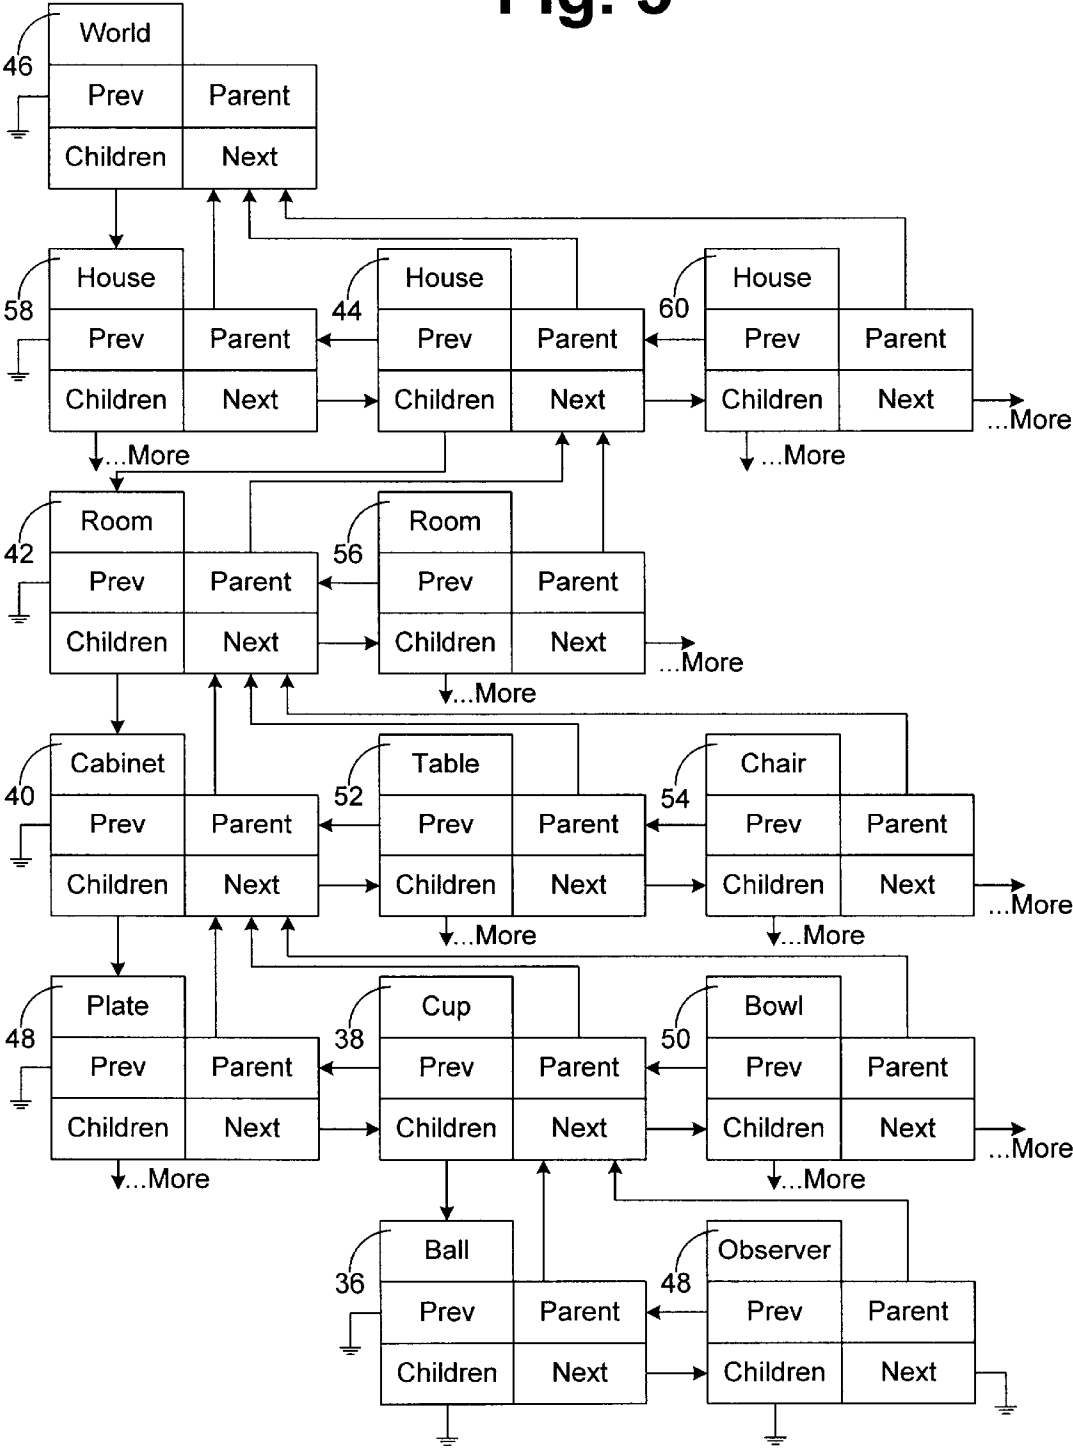 Fig. 5
World
46
Prev Parent
Children Next
House House House
58 44 60
Prev Parent Prev Parent Prev Parent
Children Next Children Next Children Next
...More
...More ...More
Room Room
42 56
Prev Parent Prev Parent
Children Next Children Next
...More
...More
Cabinet Table Chair
40 52 54
Prev Parent Prev Parent Prev Parent
Children Next Children Next Children Next
...More
...More ...More
Plate Cup Bowl
48 38 50
Prev Parent Prev Parent Prev Parent
Children Next Children Next Children Next
...More
...More ...More
Ball Observer
36 48
Prev Parent Prev Parent
Children Next Children Next